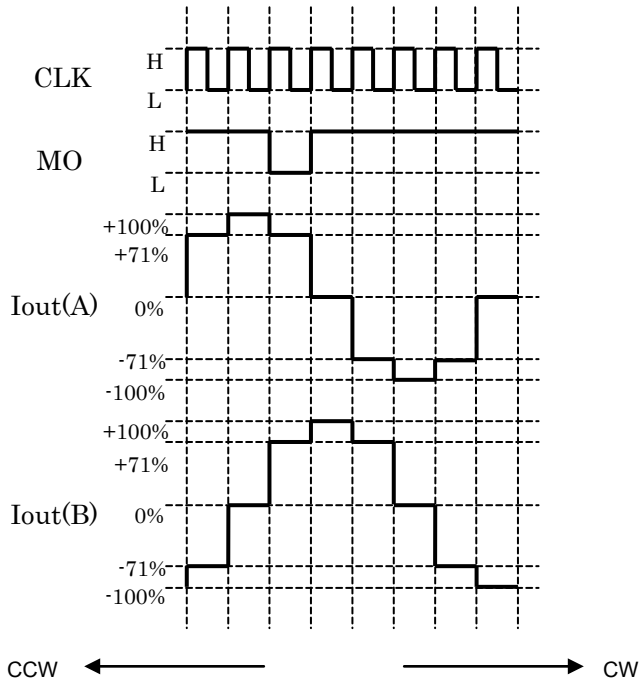 H
CLK
L
H
MO
L
+100%
+71%
Iout(A)
0%
-71%
-100%
+100%
+71%
Iout(B)
0%
-71%
-100%
CCW
CW